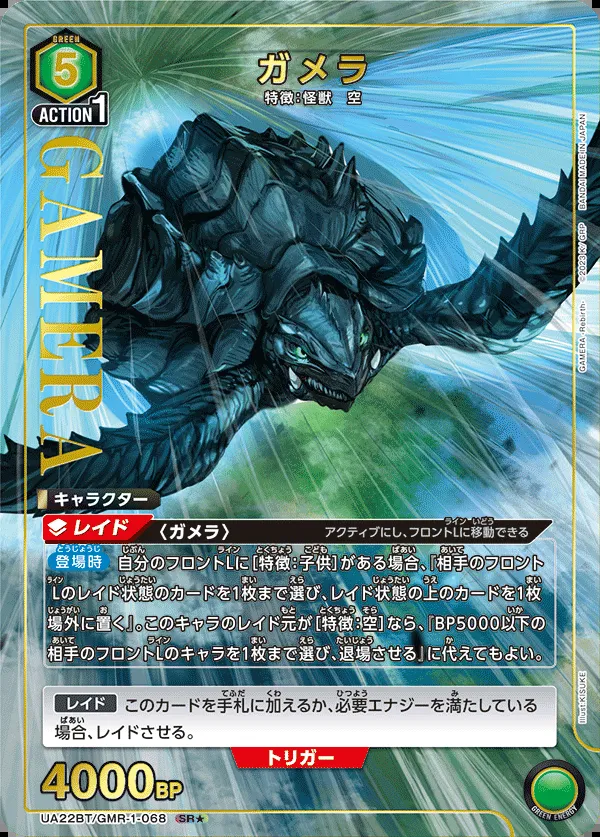 GREEN
5
ACTION 1
ガメラ
特徴:怪獣 空
GAMERA
©2023 K/ GRP BANDAI MADE IN JAPAN
GAMERA -Rebirth-
キャラクター
レイド 〈ガメラ〉 アクティブにし、フロントLに移動できる
登場時 自分のフロントLに[特徴:子供]がある場合、『相手のフロント
Lのレイド状態のカードを1枚まで選び、レイド状態の上のカードを1枚
場外に置く』。このキャラのレイド元が[特徴:空]なら、『BP5000以下の
相手のフロントLのキャラを1枚まで選び、退場させる』に代えてもよい。
レイド このカードを手札に加えるか、必要エナジーを満たしている
場合、レイドさせる。
トリガー
Illust:KISUKE
4000BP
GREEN ENERGY
UA22BT/GMR-1-068 SR★